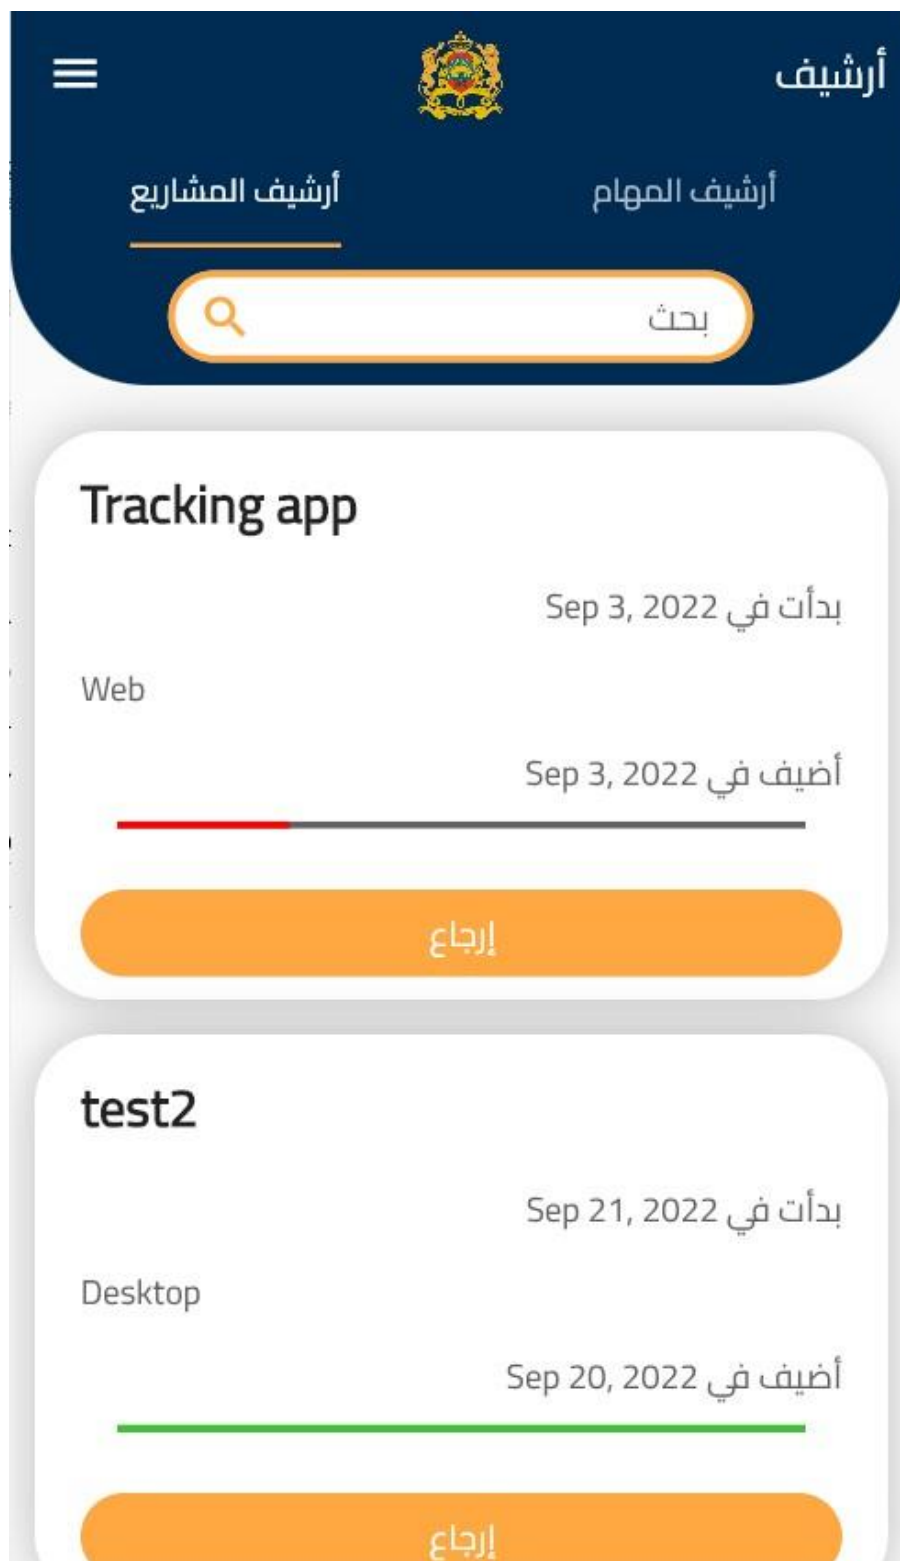 أرشيف
أرشيف المهام
أرشيف المشاريع
بحث
Tracking app
بدأت في Sep 3, 2022
Web
أضيف في Sep 3, 2022
إرجاع
test2
بدأت في Sep 21, 2022
Desktop
أضيف في Sep 20, 2022
إرجاع